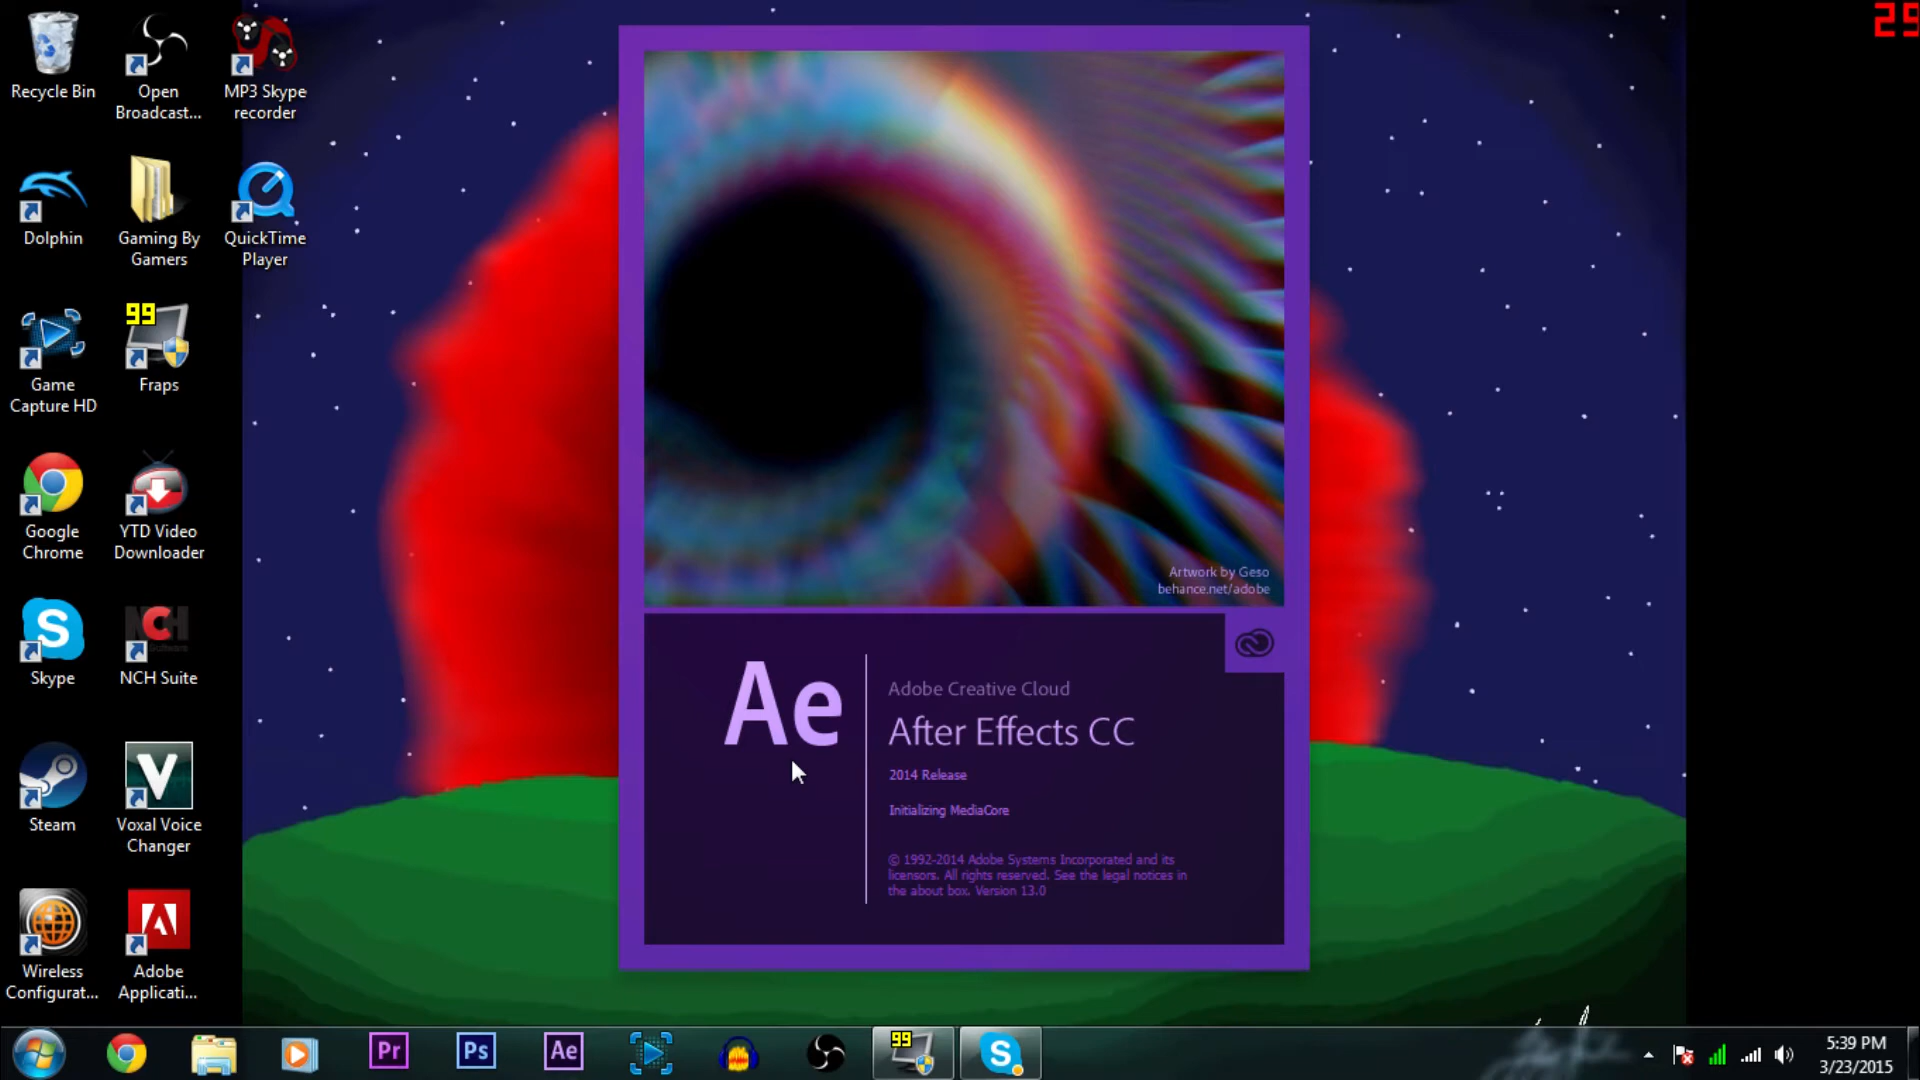 Recycle Bin
Open
Broadcast...
MP3 Skype
recorder
Dolphin
Gaming By
Gamers
QuickTime
Player
99
Game
Capture HD
Fraps
Google
Chrome
YTD Video
Downloader
Skype
NCH
NCH Suite
Steam
Voxal Voice
Changer
Wireless
Configurat...
Adobe
Applicati...
29
Artwork by Geso
behance.net/adobe
Ae
Adobe Creative Cloud
After Effects CC
2014 Release
Initializing MediaCore
© 1992-2014 Adobe Systems Incorporated and its
licensors. All rights reserved. See the legal notices in
the about box. Version 13.0
Pr
Ps
Ae
99
5:39 PM
3/23/2015